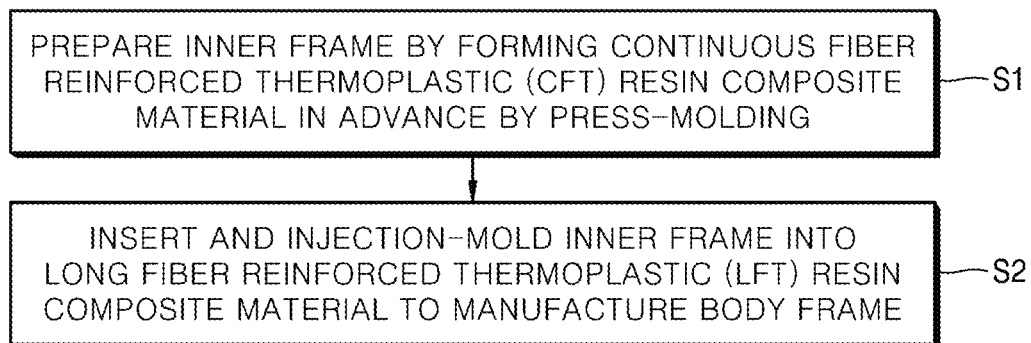 PREPARE INNER FRAME BY FORMING CONTINUOUS FIBER
REINFORCED THERMOPLASTIC (CFT) RESIN COMPOSITE
MATERIAL IN ADVANCE BY PRESS-MOLDING
S1
INSERT AND INJECTION-MOLD INNER FRAME INTO
LONG FIBER REINFORCED THERMOPLASTIC (LFT) RESIN
COMPOSITE MATERIAL TO MANUFACTURE BODY FRAME
S2